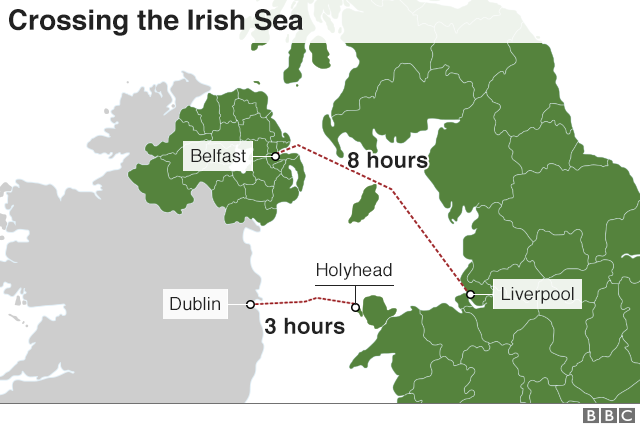 Crossing the Irish Sea
Belfast
8 hours
Holyhead
Dublin
Liverpool
3 hours
BBC